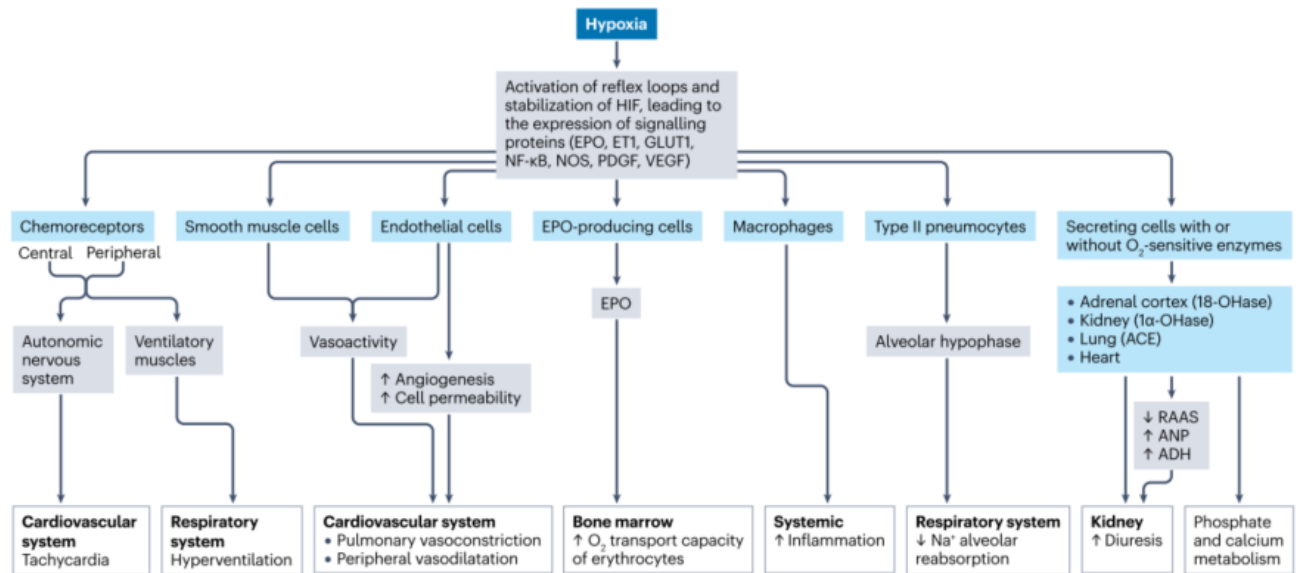 Hypoxia
Activation of reflex loops and
stabilization of HIF, leading to
the expression of signalling
proteins (EPO, ET1, GLUT1,
NF-κB, NOS, PDGF, VEGF)
Chemoreceptors
Smooth muscle cells
Endothelial cells
EPO-producing cells
Macrophages
Type II pneumocytes
Secreting cells with or
without O₂-sensitive enzymes
Central
Peripheral
EPO
• Adrenal cortex (18-OHase)
• Kidney (1α-OHase)
• Lung (ACE)
• Heart
Autonomic
nervous
system
Ventilatory
muscles
Vasoactivity
Alveolar hypophase
↑ Angiogenesis
↑ Cell permeability
↓ RAAS
↑ ANP
↑ ADH
Cardiovascular
system
Tachycardia
Respiratory
system
Hyperventilation
Cardiovascular system
• Pulmonary vasoconstriction
• Peripheral vasodilatation
Bone marrow
↑ O₂ transport capacity
of erythrocytes
Systemic
↑ Inflammation
Respiratory system
↓ Na⁺ alveolar
reabsorption
Kidney
↑ Diuresis
Phosphate
and calcium
metabolism